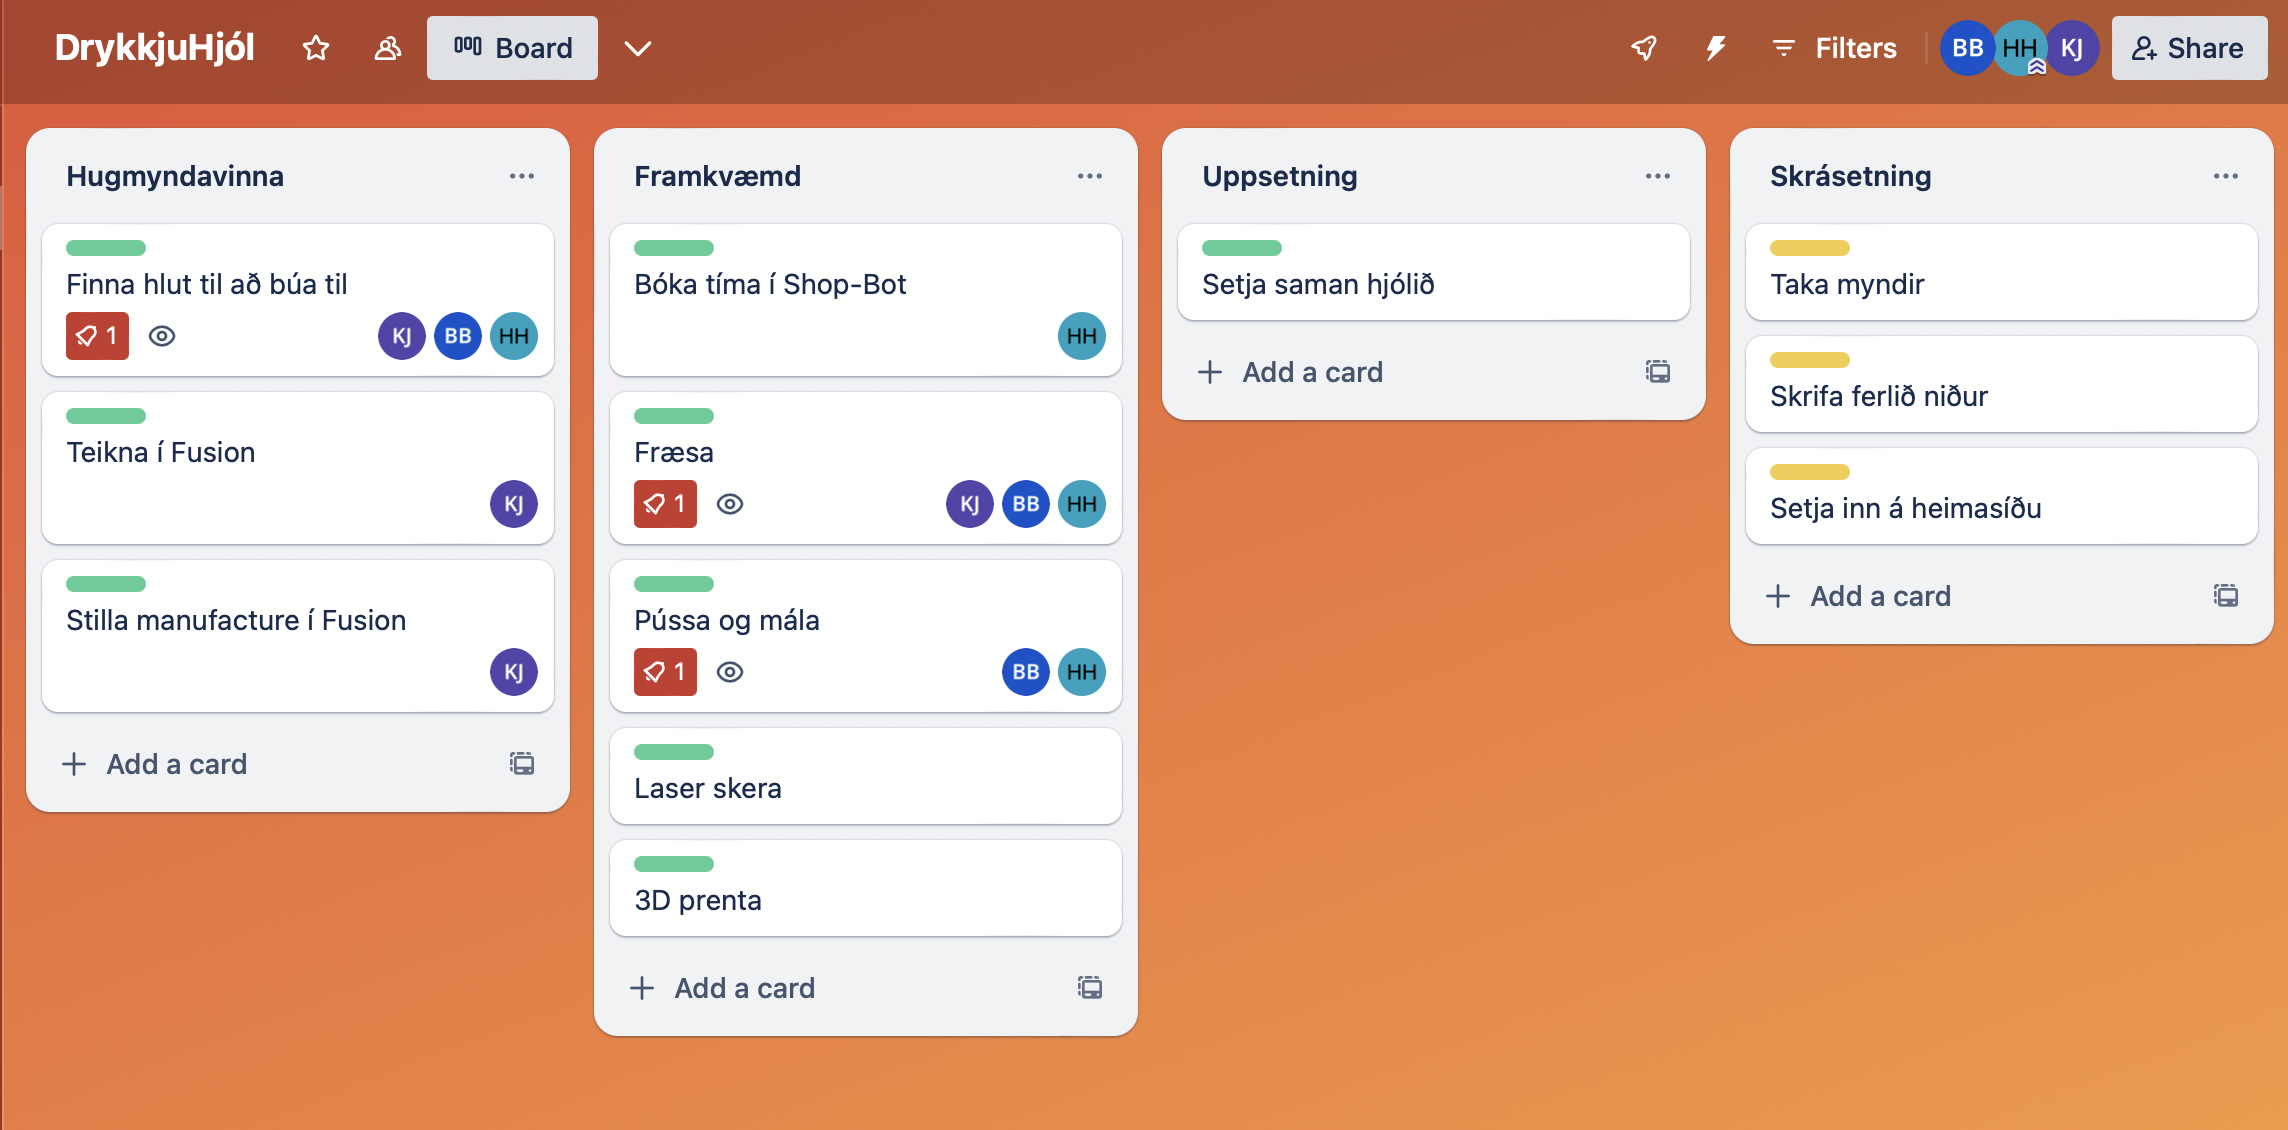 DrykkjuHjól
Board
Filters
BB
HH
KJ
Share
Hugmyndavinna
Finna hlut til að búa til
1
KJ
BB
HH
Teikna í Fusion
KJ
Stilla manufacture í Fusion
KJ
Add a card
Framkvæmd
Bóka tíma í Shop-Bot
HH
Fræsa
1
KJ
BB
HH
Pússa og mála
1
BB
HH
Laser skera
3D prenta
Add a card
Uppsetning
Setja saman hjólið
Add a card
Skrásetning
Taka myndir
Skrifa ferlið niður
Setja inn á heimasíðu
Add a card